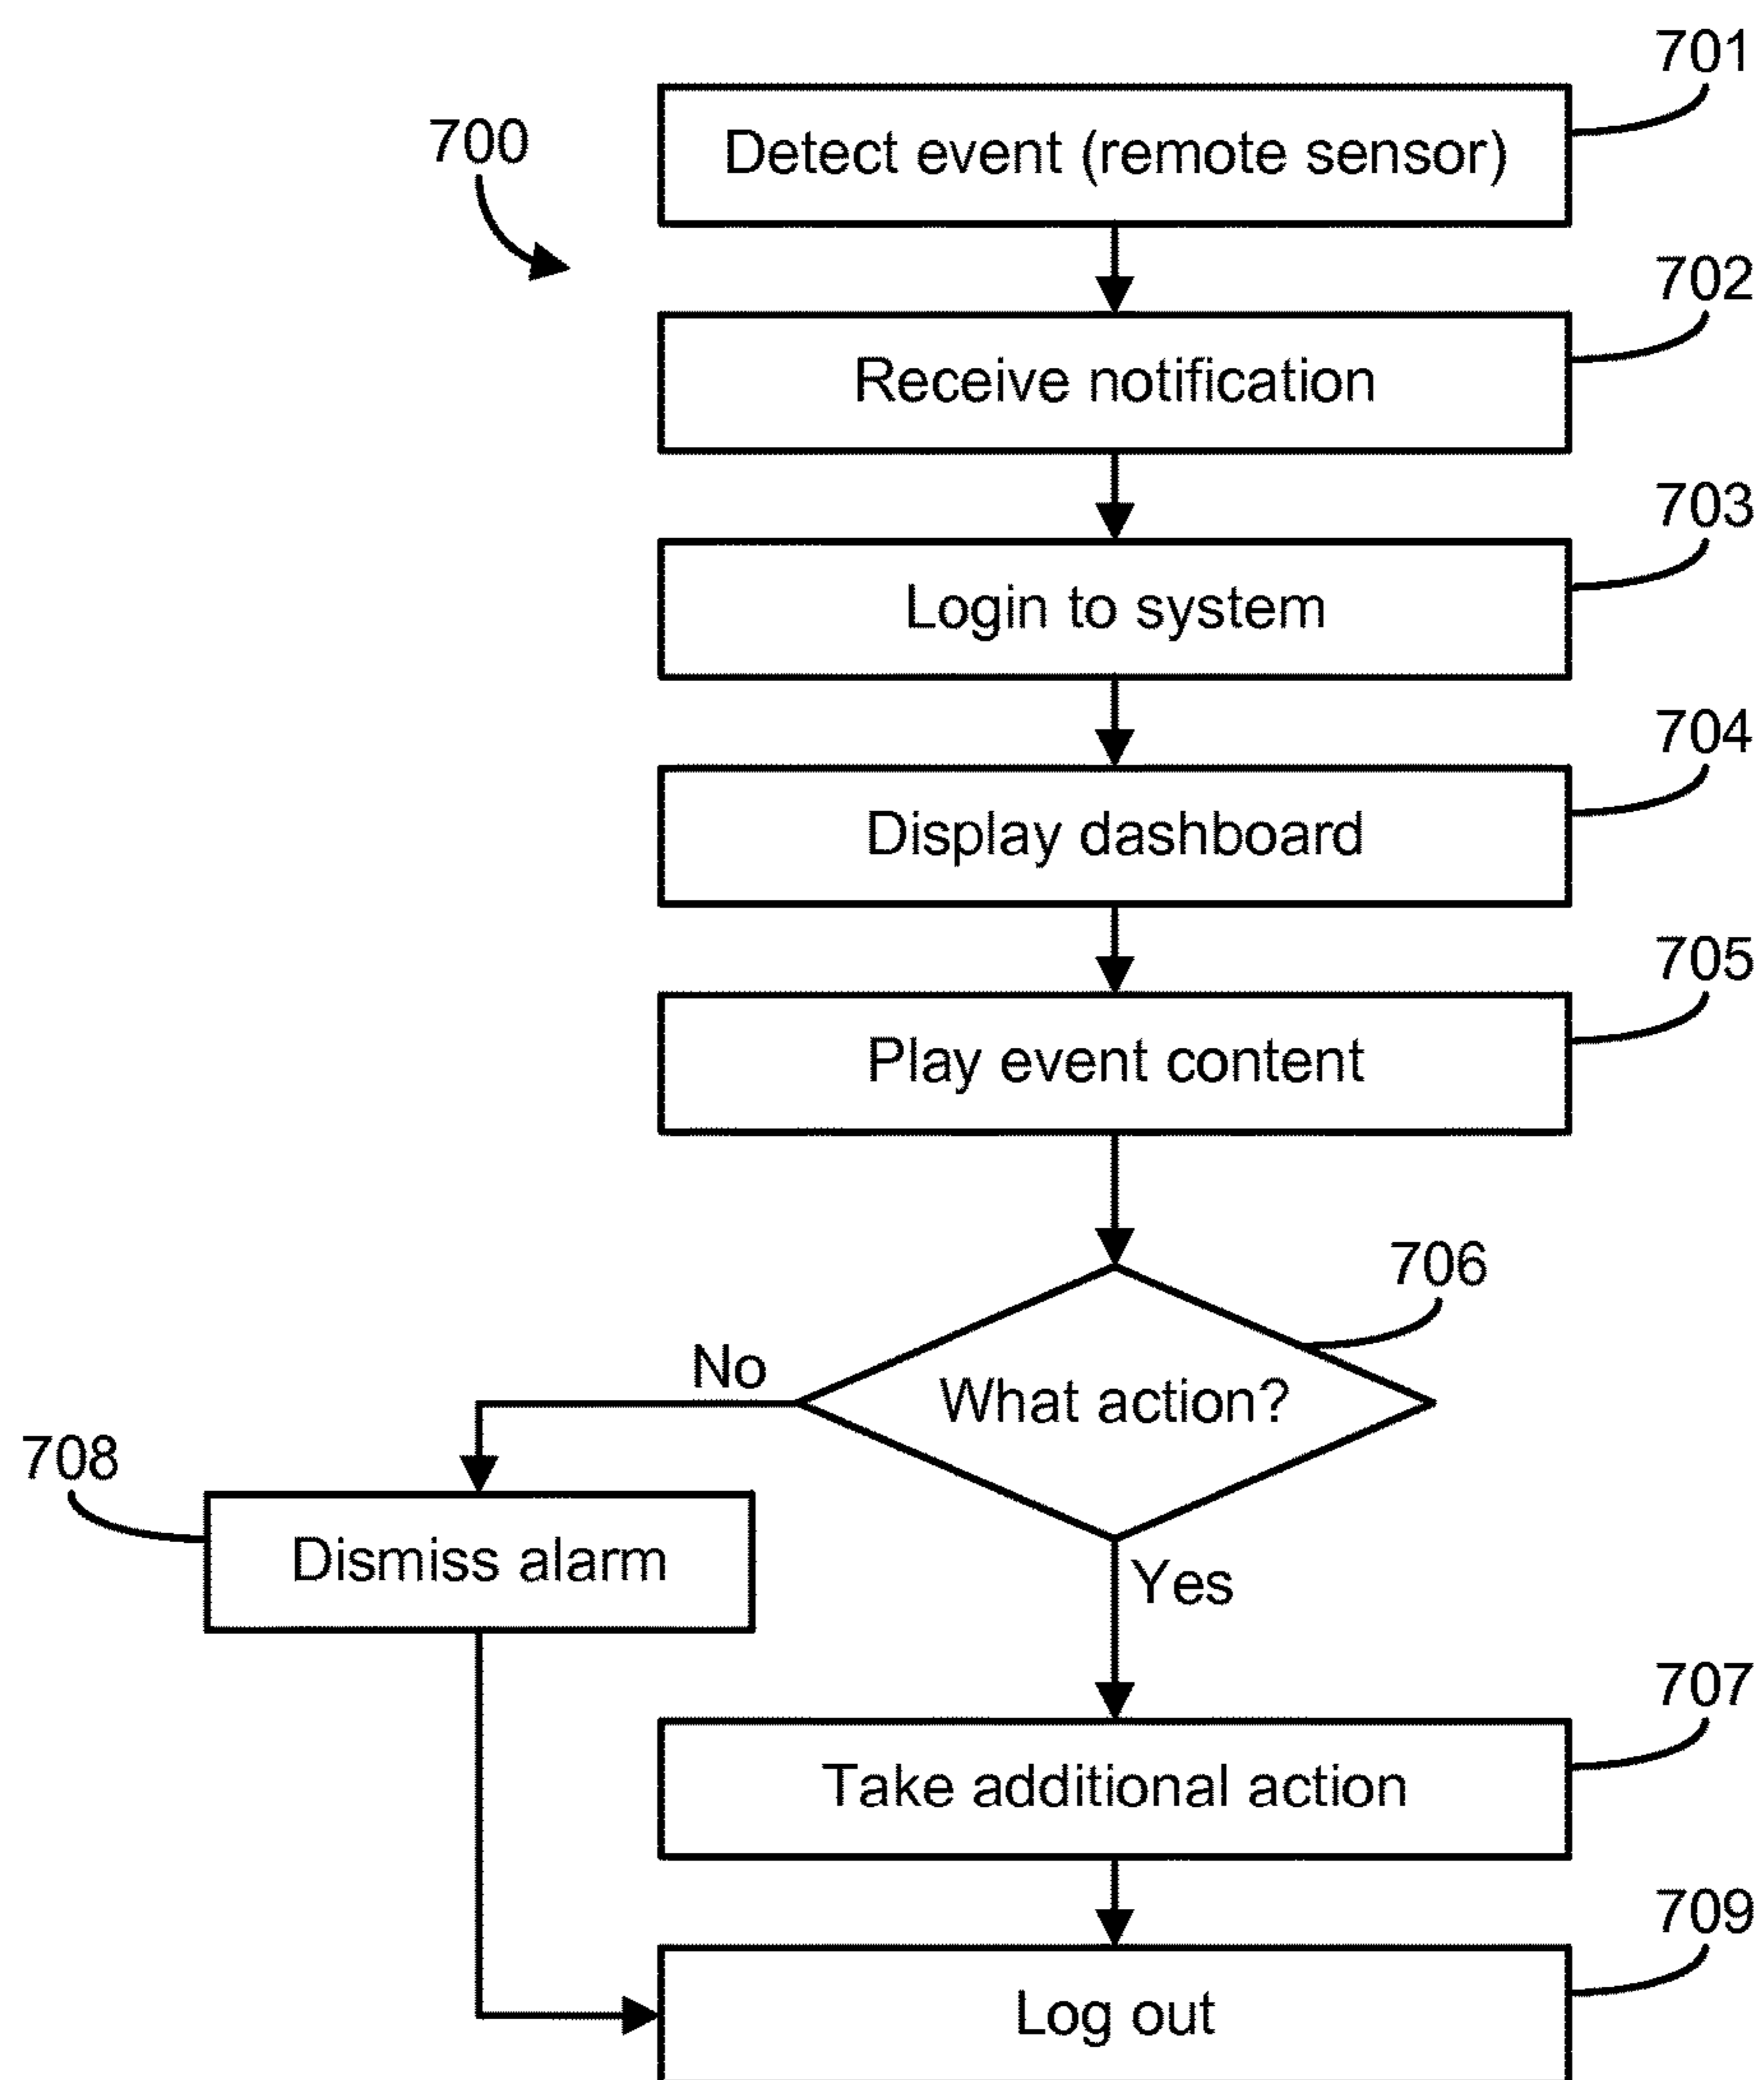 701
700
Detect event (remote sensor)
702
Receive notification
703
Login to system
704
Display dashboard
705
Play event content
706
No
What action?
708
Dismiss alarm
Yes
707
Take additional action
709
Log out